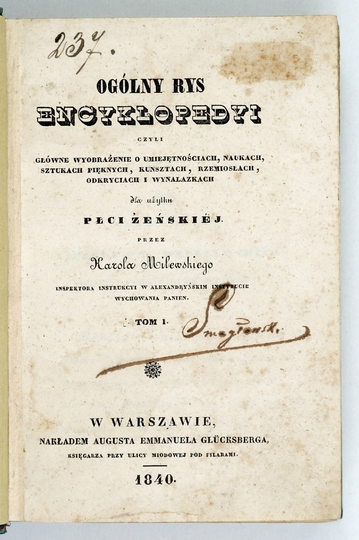 237.
OGÓLNY RYS
ENCYKLOPEDYI
CZYLI
GŁÓWNE WYOBRAŻENIE O UMIEJĘTNOŚCIACH, NAUKACH,
SZTUKACH PIĘKNYCH, KUNSZTACH, RZEMIOSŁACH,
ODKRYCIACH I WYNALAZKACH
dla użytku
PŁCI ŻEŃSKIÉJ.
PRZEZ
Karola Milewskiego
INSPEKTORA INSTRUKCYI W ALEXANDRYŃSKIM INSTYTUCIE
WYCHOWANIA PANIEN.
TOM I.
W WARSZAWIE,
NAKŁADEM AUGUSTA EMMANUELA GLÜCKSBERGA,
KSIĘGARZA PRZY ULICY MIODOWEJ POD FILARAMI.
1840.